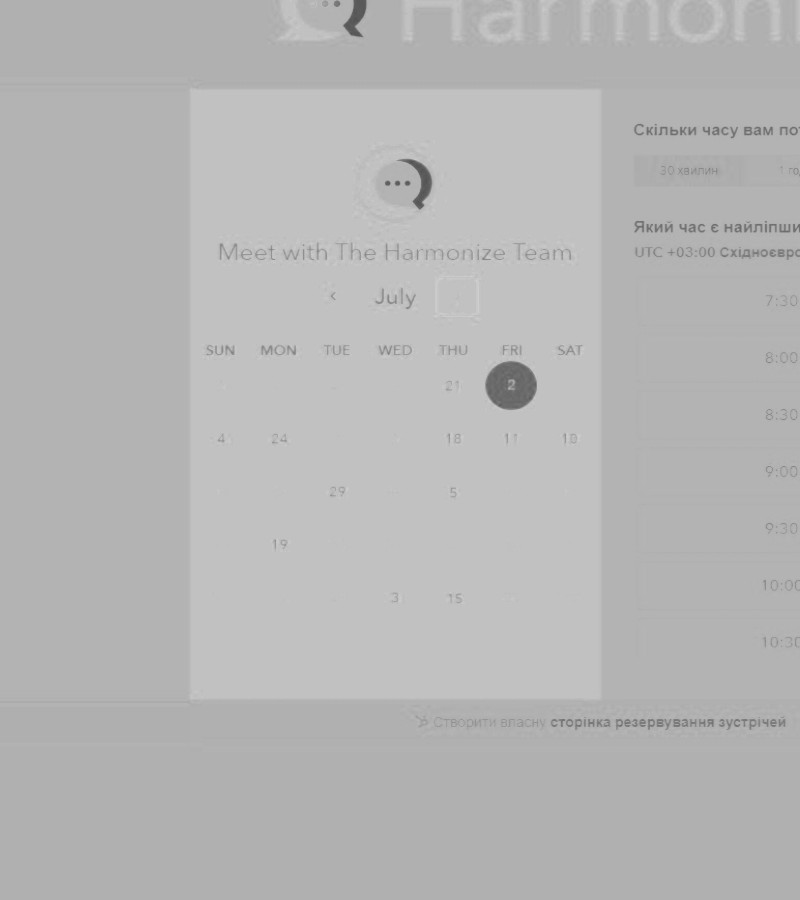 Harmoni
Meet with The Harmonize Team
July
SUN MON TUE WED THU FRI SAT
21 2
4 24 18 11 10
29 5
19
3 15
Скільки часу вам пот
30 хвилин 1 го
Який час є найліпши
UTC +03:00 Східноєвро
7:30
8:00
8:30
9:00
9:30
10:00
10:30
Створити власну сторінка резервування зустрічей